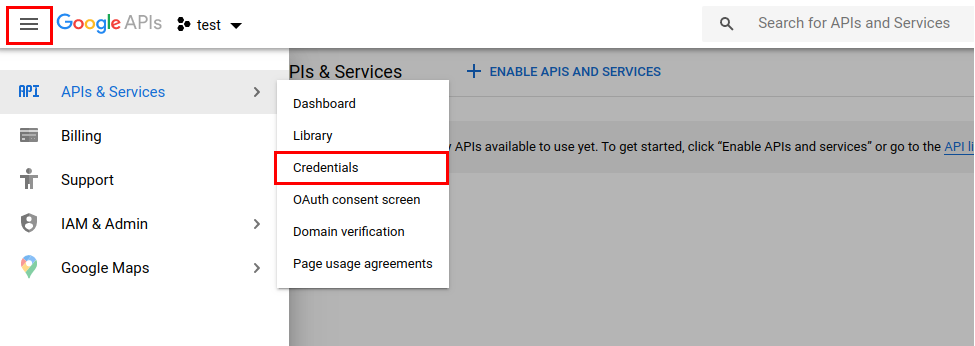 Google APIs test Search for APIs and Services
PIs & Services ENABLE APIS AND SERVICES
API APIs & Services
Billing
Support
IAM & Admin
Google Maps
Dashboard
Library
Credentials
OAuth consent screen
Domain verification
Page usage agreements
APIs available to use yet. To get started, click “Enable APIs and services” or go to the API li